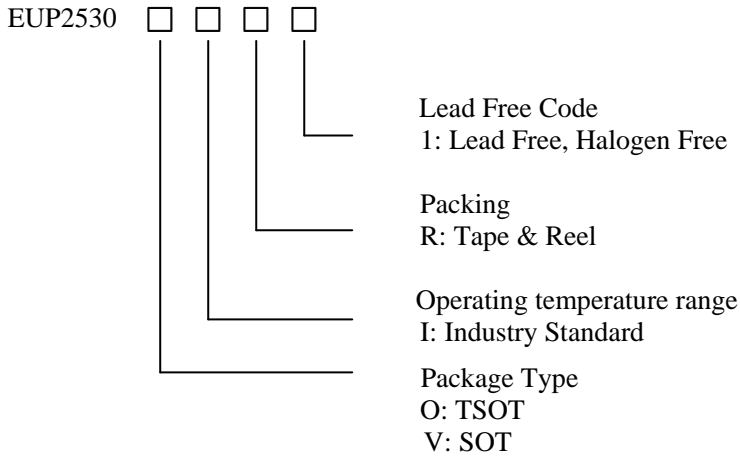 EUP2530 □ □ □ □
Lead Free Code
1: Lead Free, Halogen Free
Packing
R: Tape & Reel
Operating temperature range
I: Industry Standard
Package Type
O: TSOT
V: SOT